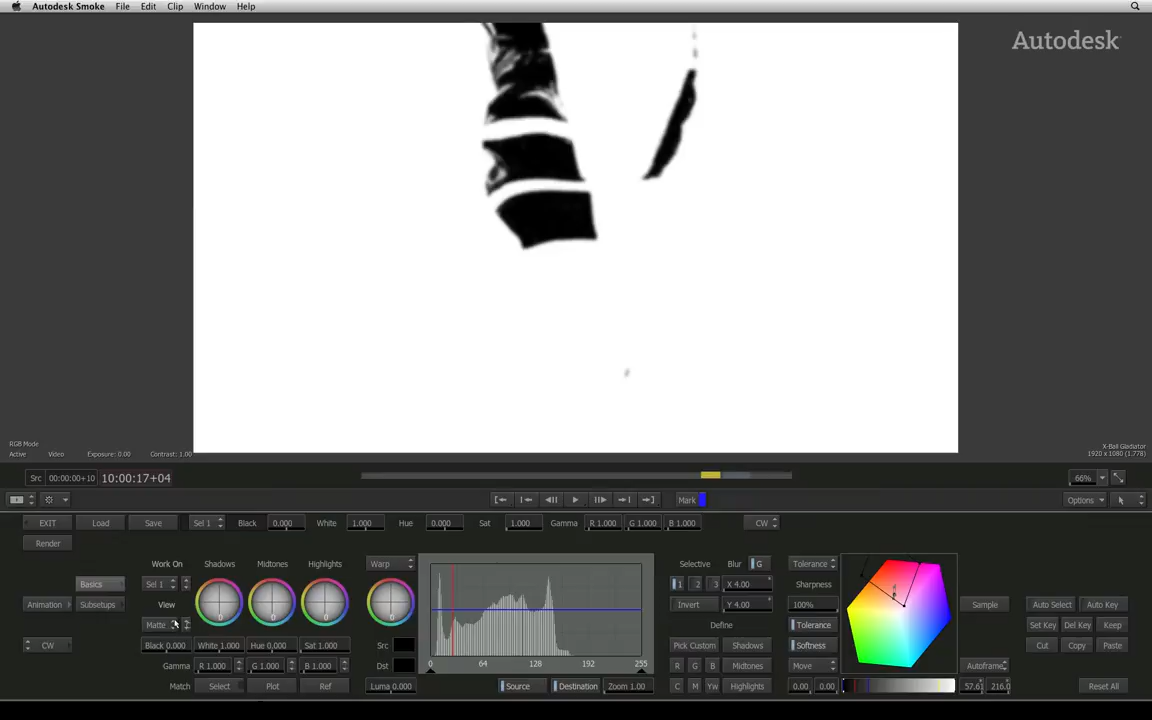 Autodesk Smoke File Edit Clip Window Help
Autodesk
RGB Mode
Active Video Exposure: 0.00 Contrast: 1.00
X-Ball Gladiator
1920 x 1080 (1.778)
Src 00:00:00+10 10:00:17+04 66%
Mark Options
EXIT Load Save Sel 1 Black 0.000 White 1.000 Hue 0.000 Sat 1.000 Gamma R 1.000 G 1.000 B 1.000 CW
Render
Work On Shadows Midtones Highlights Warp Selective Blur G Tolerance
Basics Sel 1 1 2 3 X 4.00 Sharpness
Animation Subsetups View Invert Y 4.00 100% Sample Auto Select Auto Key
Matte Define Tolerance Set Key Del Key Keep
CW Black 0.000 White 1.000 Hue 0.000 Sat 1.000 Src Pick Custom Shadows Softness Cut Copy Paste
Gamma R 1.000 G 1.000 B 1.000 Dst 0 64 128 192 255 R G B Midtones Move Autoframe
Match Select Plot Ref Luma 0.000 Source Destination Zoom 1.00 C M Yw Highlights 0.00 0.00 216.0 Reset All